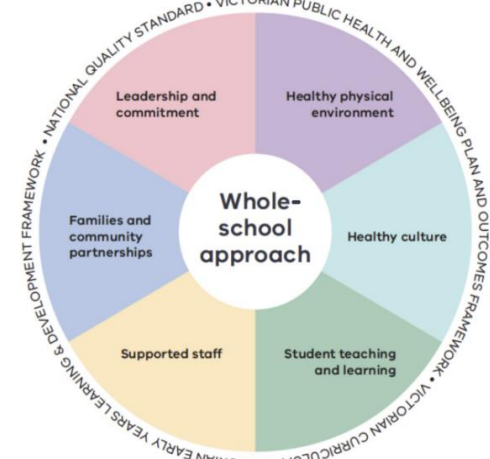 EARLY YEARS LEARNING & DEVELOPMENT FRAMEWORK • NATIONAL QUALITY STANDARD • VICTORIAN PUBLIC HEALTH AND WELLBEING PLAN AND OUTCOMES FRAMEWORK • VICTORIAN
Leadership and
commitment
Healthy physical
environment
Families and
community
partnerships
Whole-
school
approach
Healthy culture
Supported staff
Student teaching
and learning